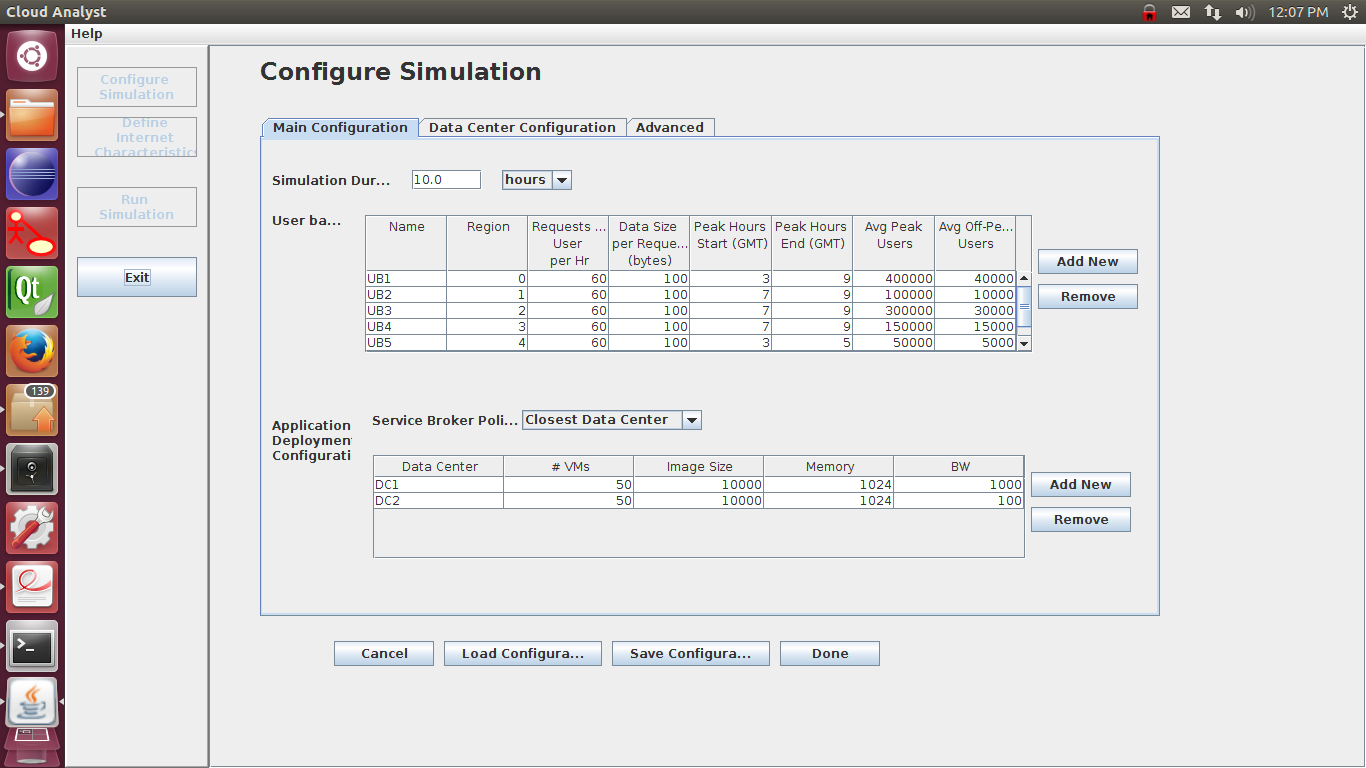 Cloud Analyst
12:07 PM
Help
Configure
Simulation
Define
Internet
Characteristics
Run
Simulation
Exit
Configure Simulation
Main Configuration Data Center Configuration Advanced
Simulation Dur... 10.0 hours
User ba...
Name Region Requests ... Data Size Peak Hours Peak Hours Avg Peak Avg Off-Pe...
User per Reque... Start (GMT) End (GMT) Users Users
per Hr (bytes)
UB1 0 60 100 3 9 400000 40000
UB2 1 60 100 7 9 100000 10000
UB3 2 60 100 7 9 300000 30000
UB4 3 60 100 7 9 150000 15000
UB5 4 60 100 3 5 50000 5000
Add New
Remove
Application
Deployment
Configurati
Service Broker Poli... Closest Data Center
Data Center # VMs Image Size Memory BW
DC1 50 10000 1024 1000
DC2 50 10000 1024 100
Add New
Remove
Cancel Load Configura... Save Configura... Done
Qt
139
>_